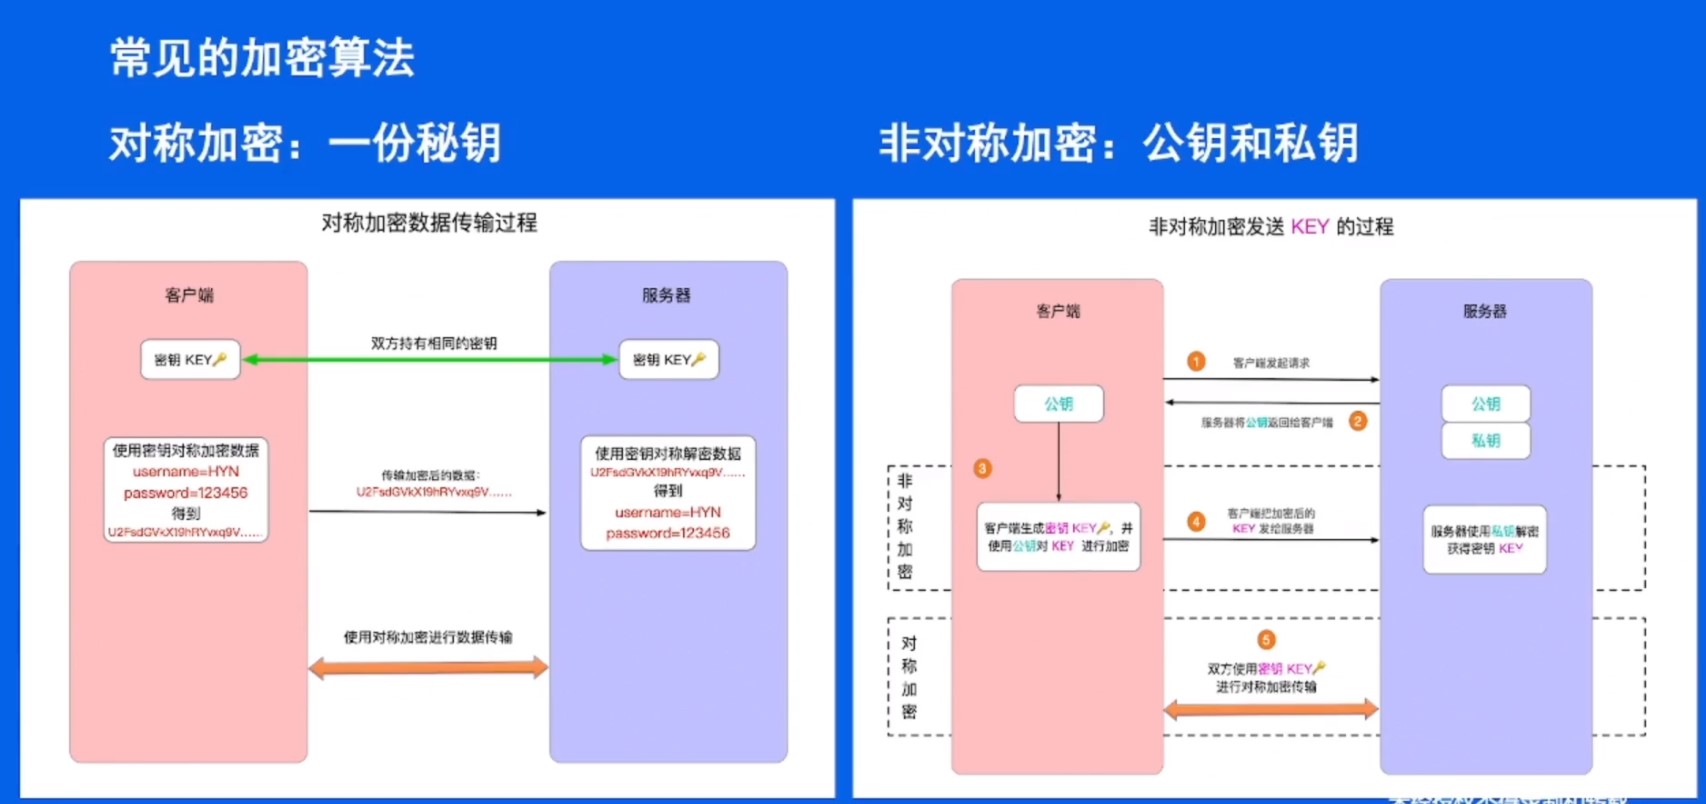 常见的加密算法
对称加密：一份秘钥
非对称加密：公钥和私钥
对称加密数据传输过程
客户端
服务器
密钥 KEY
双方持有相同的密钥
密钥 KEY
使用密钥对称加密数据
username=HYN
password=123456
得到
U2FsdGVkX19hRYvxq9V......
传输加密后的数据：
U2FsdGVkX19hRYvxq9V......
使用密钥对称解密数据
U2FsdGVkX19hRYvxq9V......
得到
username=HYN
password=123456
使用对称加密进行数据传输
非对称加密发送 KEY 的过程
客户端
服务器
1
客户端发起请求
公钥
服务器将公钥返回给客户端
2
公钥
私钥
非对称加密
3
客户端生成密钥 KEY，并
使用公钥对 KEY 进行加密
4
客户端把加密后的
KEY 发给服务器
服务器使用私钥解密
获得密钥 KEY
对称加密
5
双方使用密钥 KEY
进行对称加密传输